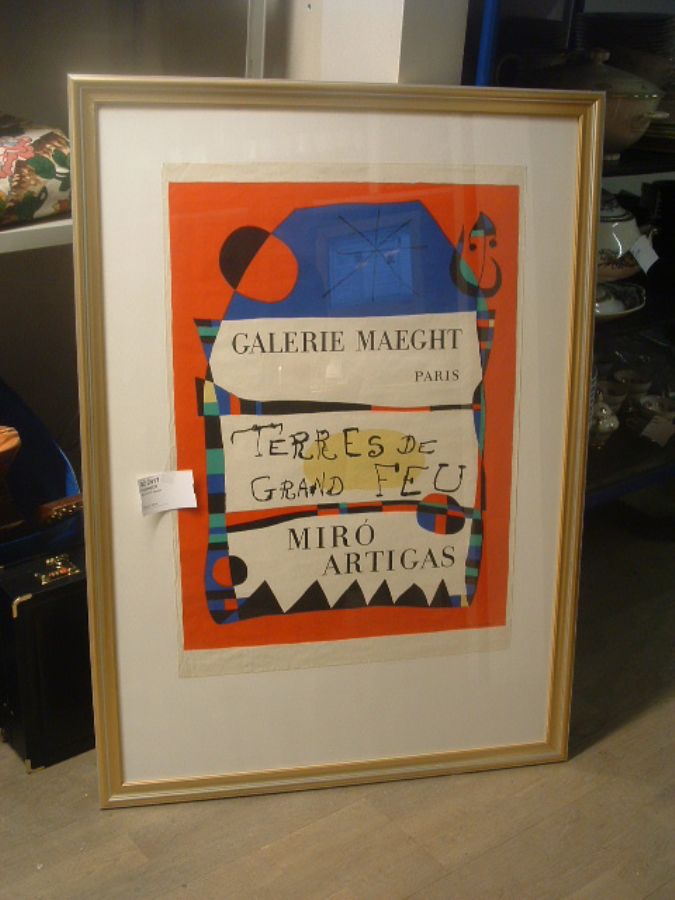 GALERIE MAEGHT
PARIS
TERRES DE
GRAND FEU
MIRÓ
ARTIGAS